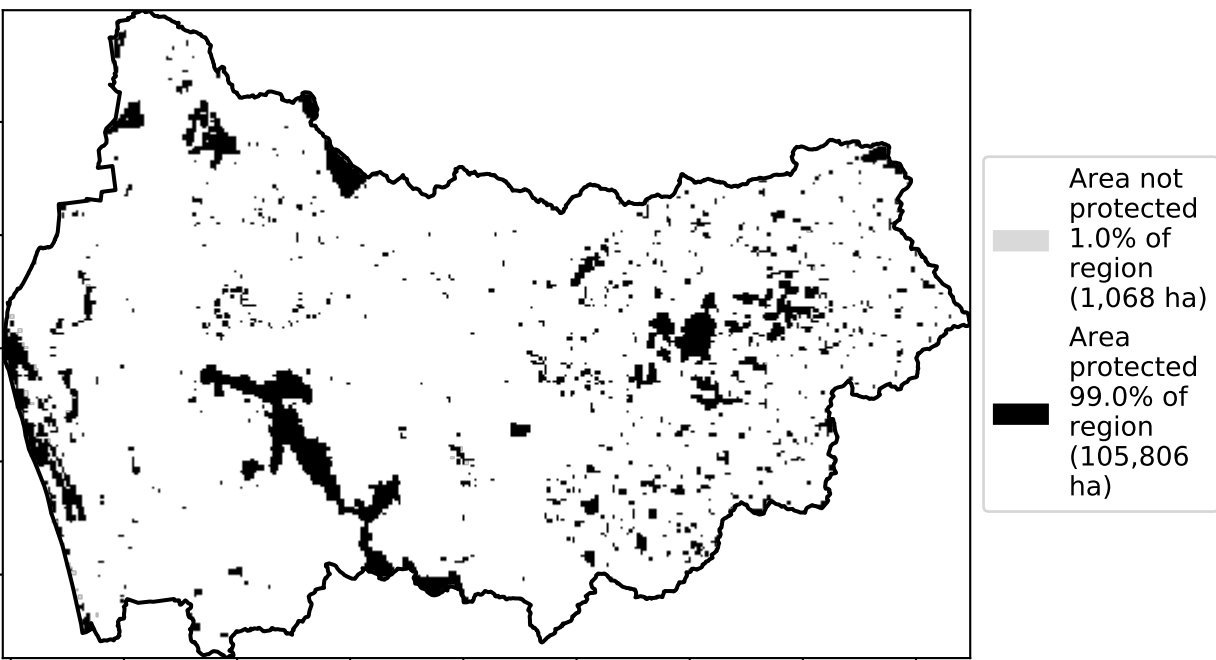 Area not
protected
1.0% of
region
(1,068 ha)
Area
protected
99.0% of
region
(105,806
ha)